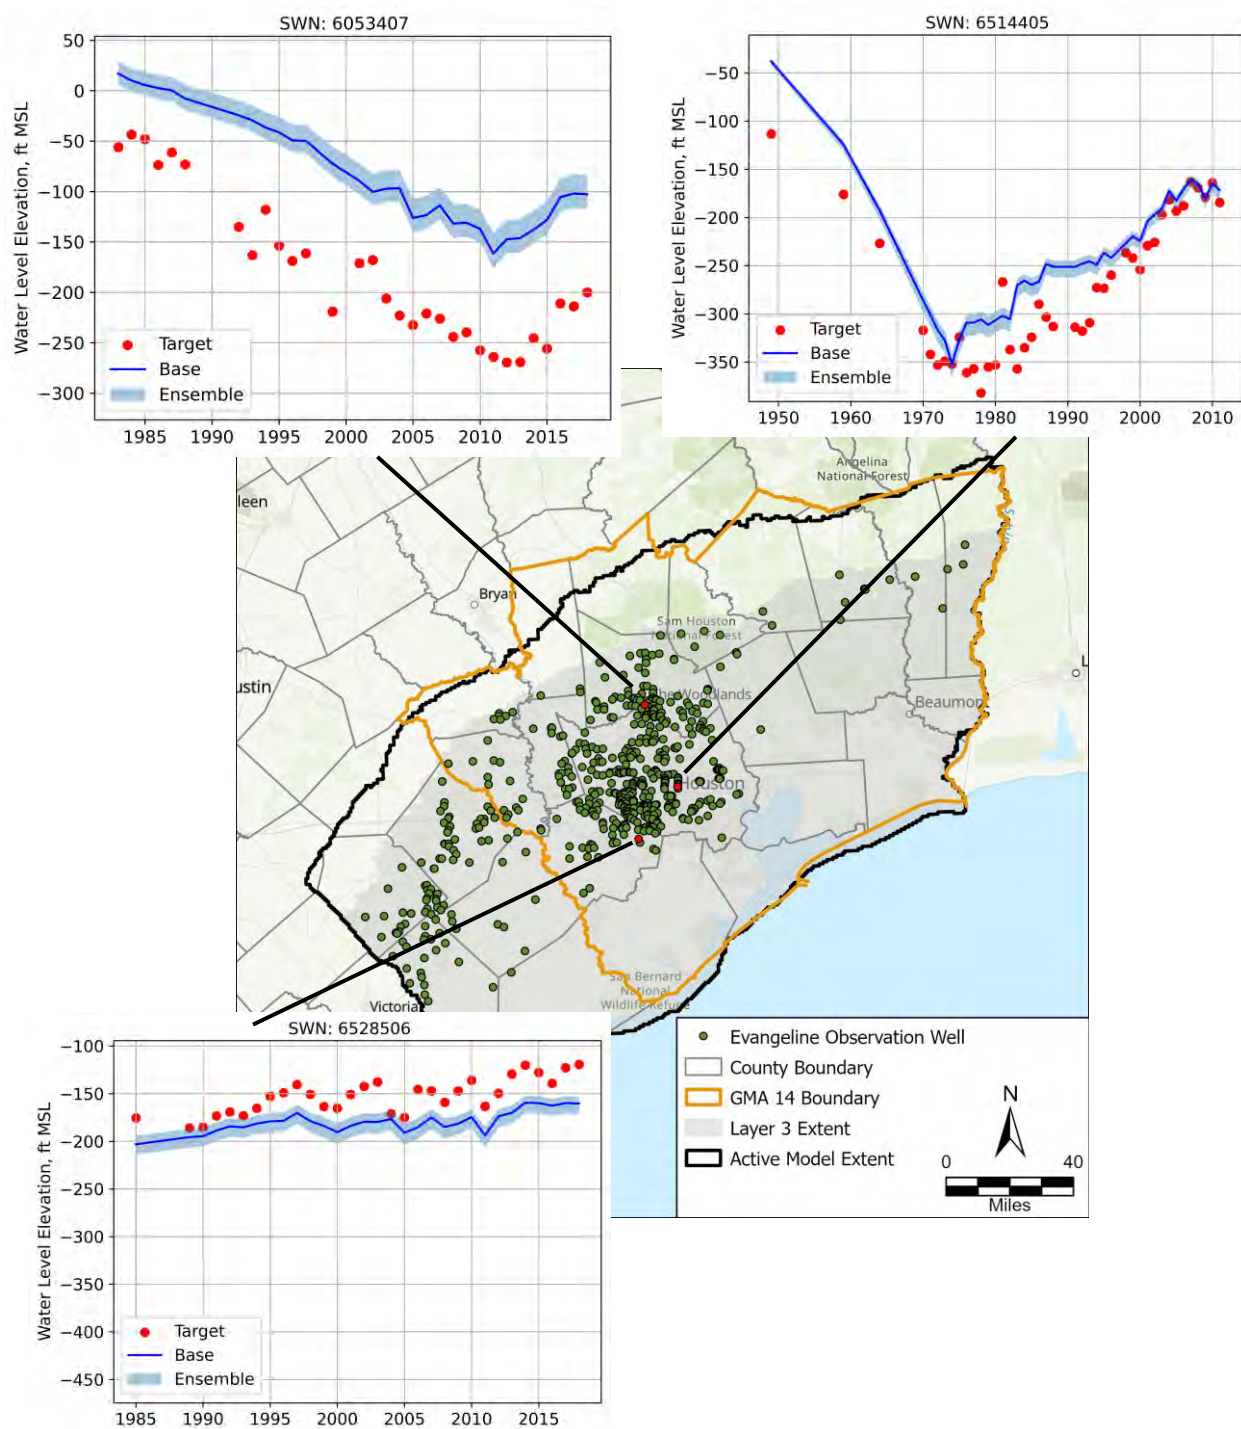 SWN: 6053407
Water Level Elevation, ft MSL
50
0
−50
−100
−150
−200
−250
−300
Target
Base
Ensemble
1985 1990 1995 2000 2005 2010 2015
SWN: 6514405
Water Level Elevation, ft MSL
−50
−100
−150
−200
−250
−300
−350
Target
Base
Ensemble
1950 1960 1970 1980 1990 2000 2010
Angelina
National Forest
leen
Bryan
Sam Houston
National Forest
ustin
The Woodlands
Beaumon
L
Houston
San Bernard
National
Wildlife Refuge
Victoria
SWN: 6528506
Water Level Elevation, ft MSL
−100
−150
−200
−250
−300
−350
−400
−450
Target
Base
Ensemble
1985 1990 1995 2000 2005 2010 2015
Evangeline Observation Well
County Boundary
GMA 14 Boundary
Layer 3 Extent
Active Model Extent
N
0 40
Miles